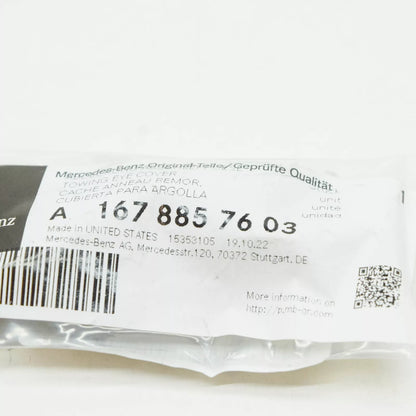 Mercedes-Benz Original-Teile/Geprüfte Qualität
TOWING EYE COVER
CACHE ANNEAU REMOR,
CUBIERTA PARA ARGOLLA
unit
unité
unidad
A 167 885 76 03
Made in UNITED STATES 15353105 19.10.22
Mercedes-Benz AG, Mercedesstr.120, 70372 Stuttgart, DE
nz
More information on